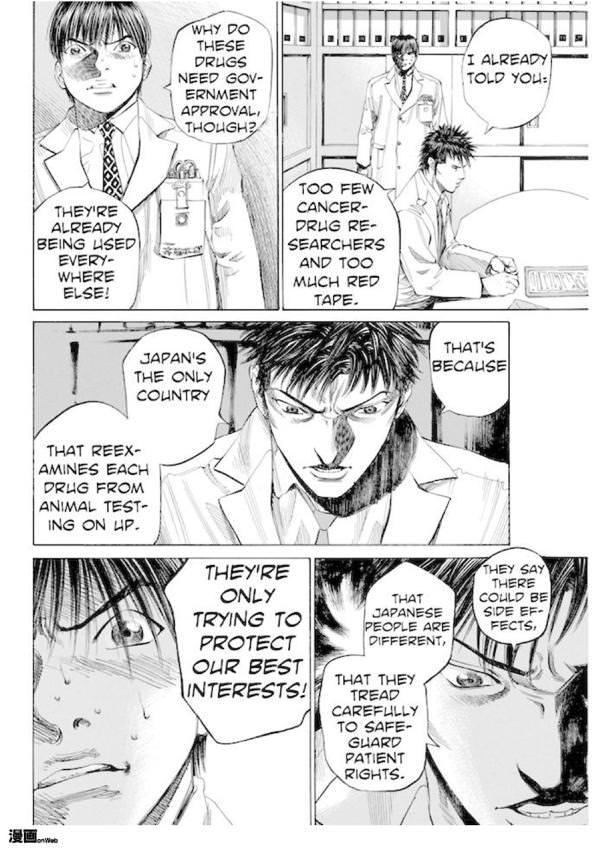 I ALREADY
TOLD YOU:
TOO FEW
CANCER-
DRUG RE-
SEARCHERS
AND TOO
MUCH RED
TAPE.
WHY DO
THESE
DRUGS
NEED GOV-
ERNMENT
APPROVAL,
THOUGH?
THEY'RE
ALREADY
BEING USED
EVERY-
WHERE
ELSE!
THAT'S
BECAUSE
JAPAN'S
THE ONLY
COUNTRY
THAT REEX-
AMINES EACH
DRUG FROM
ANIMAL TEST-
ING ON UP.
THEY SAY
THERE
COULD BE
SIDE EF-
FECTS,
THAT
JAPANESE
PEOPLE ARE
DIFFERENT,
THAT THEY
TREAD
CAREFULLY
TO SAFE-
GUARD
PATIENT
RIGHTS.
THEY'RE
ONLY
TRYING TO
PROTECT
OUR BEST
INTERESTS!
漫画onWeb